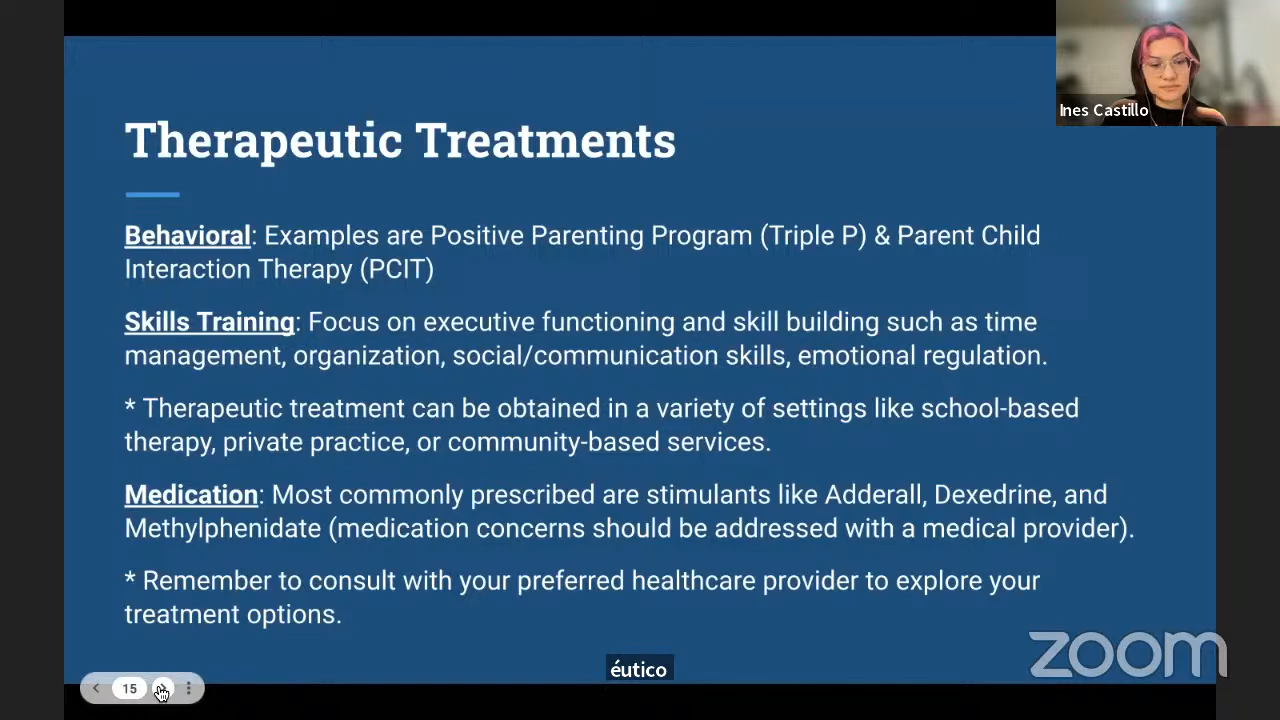 Ines Castillo
Therapeutic Treatments
Behavioral: Examples are Positive Parenting Program (Triple P) & Parent Child
Interaction Therapy (PCIT)
Skills Training: Focus on executive functioning and skill building such as time
management, organization, social/communication skills, emotional regulation.
* Therapeutic treatment can be obtained in a variety of settings like school-based
therapy, private practice, or community-based services.
Medication: Most commonly prescribed are stimulants like Adderall, Dexedrine, and
Methylphenidate (medication concerns should be addressed with a medical provider).
* Remember to consult with your preferred healthcare provider to explore your
treatment options.
zoom
éutico
15